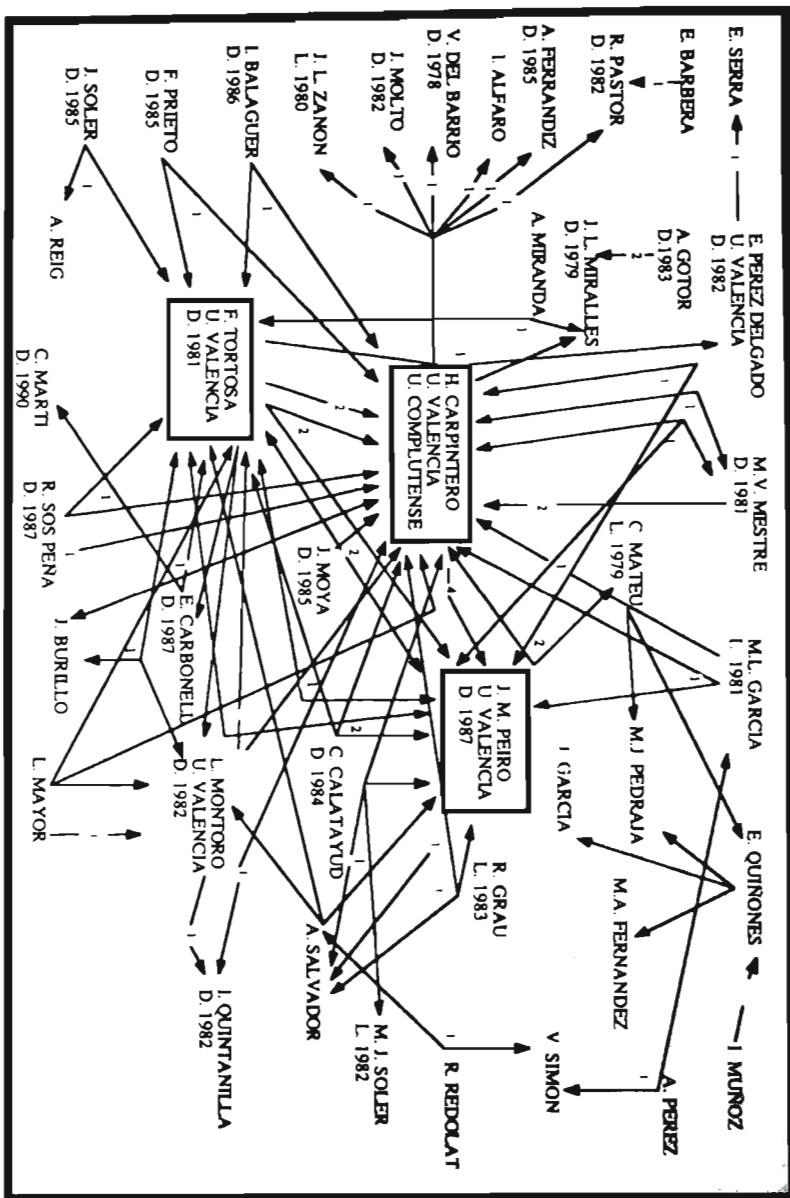 E. SERRA
E. PEREZ DELGADO
U. VALENCIA
D. 1982
M. V. MESTRE
D. 1981
M.L. GARCIA
L. 1981
E. QUIÑONES
J MUÑOZ
E. BARBERA
A. GOTOR
D.1983
C. MATEU
L. 1979
M.J. PEDRAJA
M.A. FERNANDEZ
A. PEREZ
R. PASTOR
D. 1982
J. L. MIRALLES
D. 1979
J GARCIA
V SIMON
A. FERRANDIZ
D. 1985
A. MIRANDA
I. ALFARO
V. DEL BARRIO
D. 1978
H. CARPINTERO
U. VALENCIA
U. COMPLUTENSE
J. M. PEIRO
U VALENCIA
D. 1987
R. GRAU
L. 1983
R. REDOLAT
J. MOLTO
D. 1982
J. L. ZANON
L. 1980
J. MOYA
D. 1985
C. CALATAYUD
D 1984
A. SALVADOR
M. J. SOLER
L. 1982
I. BALAGUER
D. 1986
F. TORTOSA
U. VALENCIA
D. 1981
L. MONTORO
U. VALENCIA
D. 1982
J. QUINTANILLA
D. 1982
F. PRIETO
D. 1985
E. CARBONELL
D. 1987
J. SOLER
D. 1985
A. REIG
C. MARTI
D. 1990
R. SOS PEÑA
D. 1987
J. BURILLO
L. MAYOR